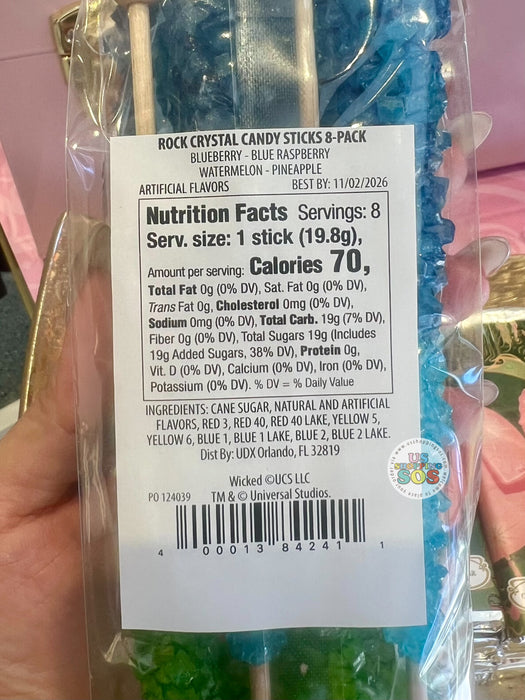 ROCK CRYSTAL CANDY STICKS 8-PACK
BLUEBERRY - BLUE RASPBERRY
WATERMELON - PINEAPPLE
ARTIFICIAL FLAVORS BEST BY: 11/02/2026
Nutrition Facts Servings: 8
Serv. size: 1 stick (19.8g),
Amount per serving: Calories 70,
Total Fat 0g (0% DV), Sat. Fat 0g (0% DV),
Trans Fat 0g, Cholesterol 0mg (0% DV),
Sodium 0mg (0% DV), Total Carb. 19g (7% DV),
Fiber 0g (0% DV), Total Sugars 19g (Includes
19g Added Sugars, 38% DV), Protein 0g,
Vit. D (0% DV), Calcium (0% DV), Iron (0% DV),
Potassium (0% DV). % DV = % Daily Value
INGREDIENTS: CANE SUGAR, NATURAL AND ARTIFICIAL
FLAVORS, RED 3, RED 40, RED 40 LAKE, YELLOW 5,
YELLOW 6, BLUE 1, BLUE 1 LAKE, BLUE 2, BLUE 2 LAKE.
Dist By: UDX Orlando, FL 32819
Wicked ©UCS LLC
PO 124039 TM & © Universal Studios.
4 00013 84241 1
US
SHOPPING
SOS